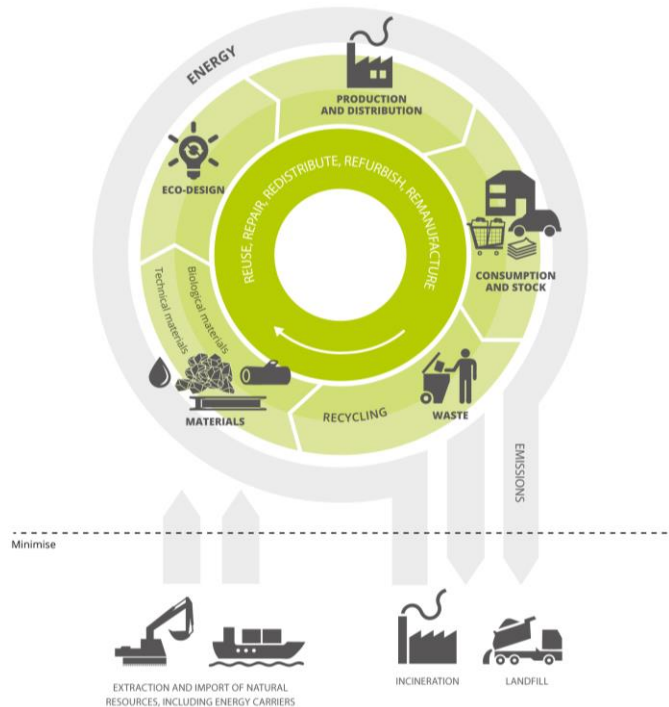 ENERGY
PRODUCTION
AND DISTRIBUTION
ECO-DESIGN
REUSE, REPAIR, REDISTRIBUTE, REFURBISH, REMANUFACTURE
CONSUMPTION
AND STOCK
Biological materials
Technical materials
MATERIALS
RECYCLING
WASTE
EMISSIONS
Minimise
EXTRACTION AND IMPORT OF NATURAL
RESOURCES, INCLUDING ENERGY CARRIERS
INCINERATION
LANDFILL